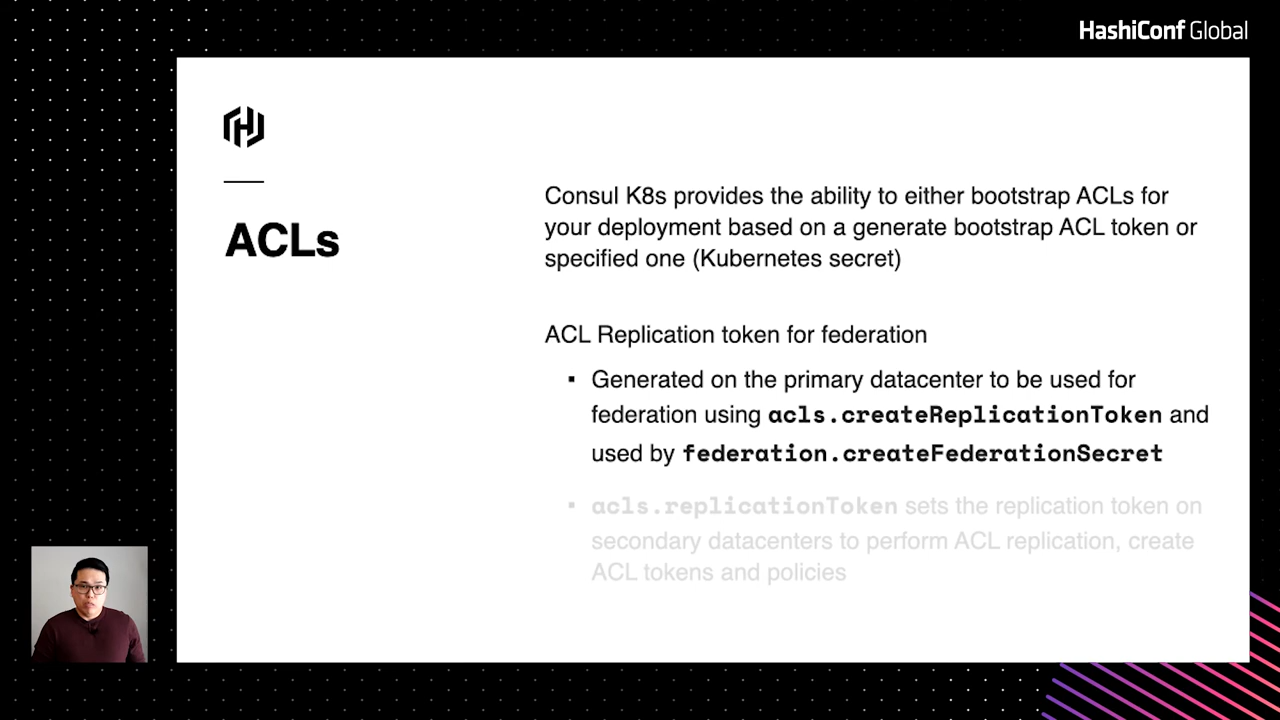 HashiConf Global
ACLs
Consul K8s provides the ability to either bootstrap ACLs for
your deployment based on a generate bootstrap ACL token or
specified one (Kubernetes secret)
ACL Replication token for federation
▪ Generated on the primary datacenter to be used for
federation using acls.createReplicationToken and
used by federation.createFederationSecret
▪ acls.replicationToken sets the replication token on
secondary datacenters to perform ACL replication, create
ACL tokens and policies